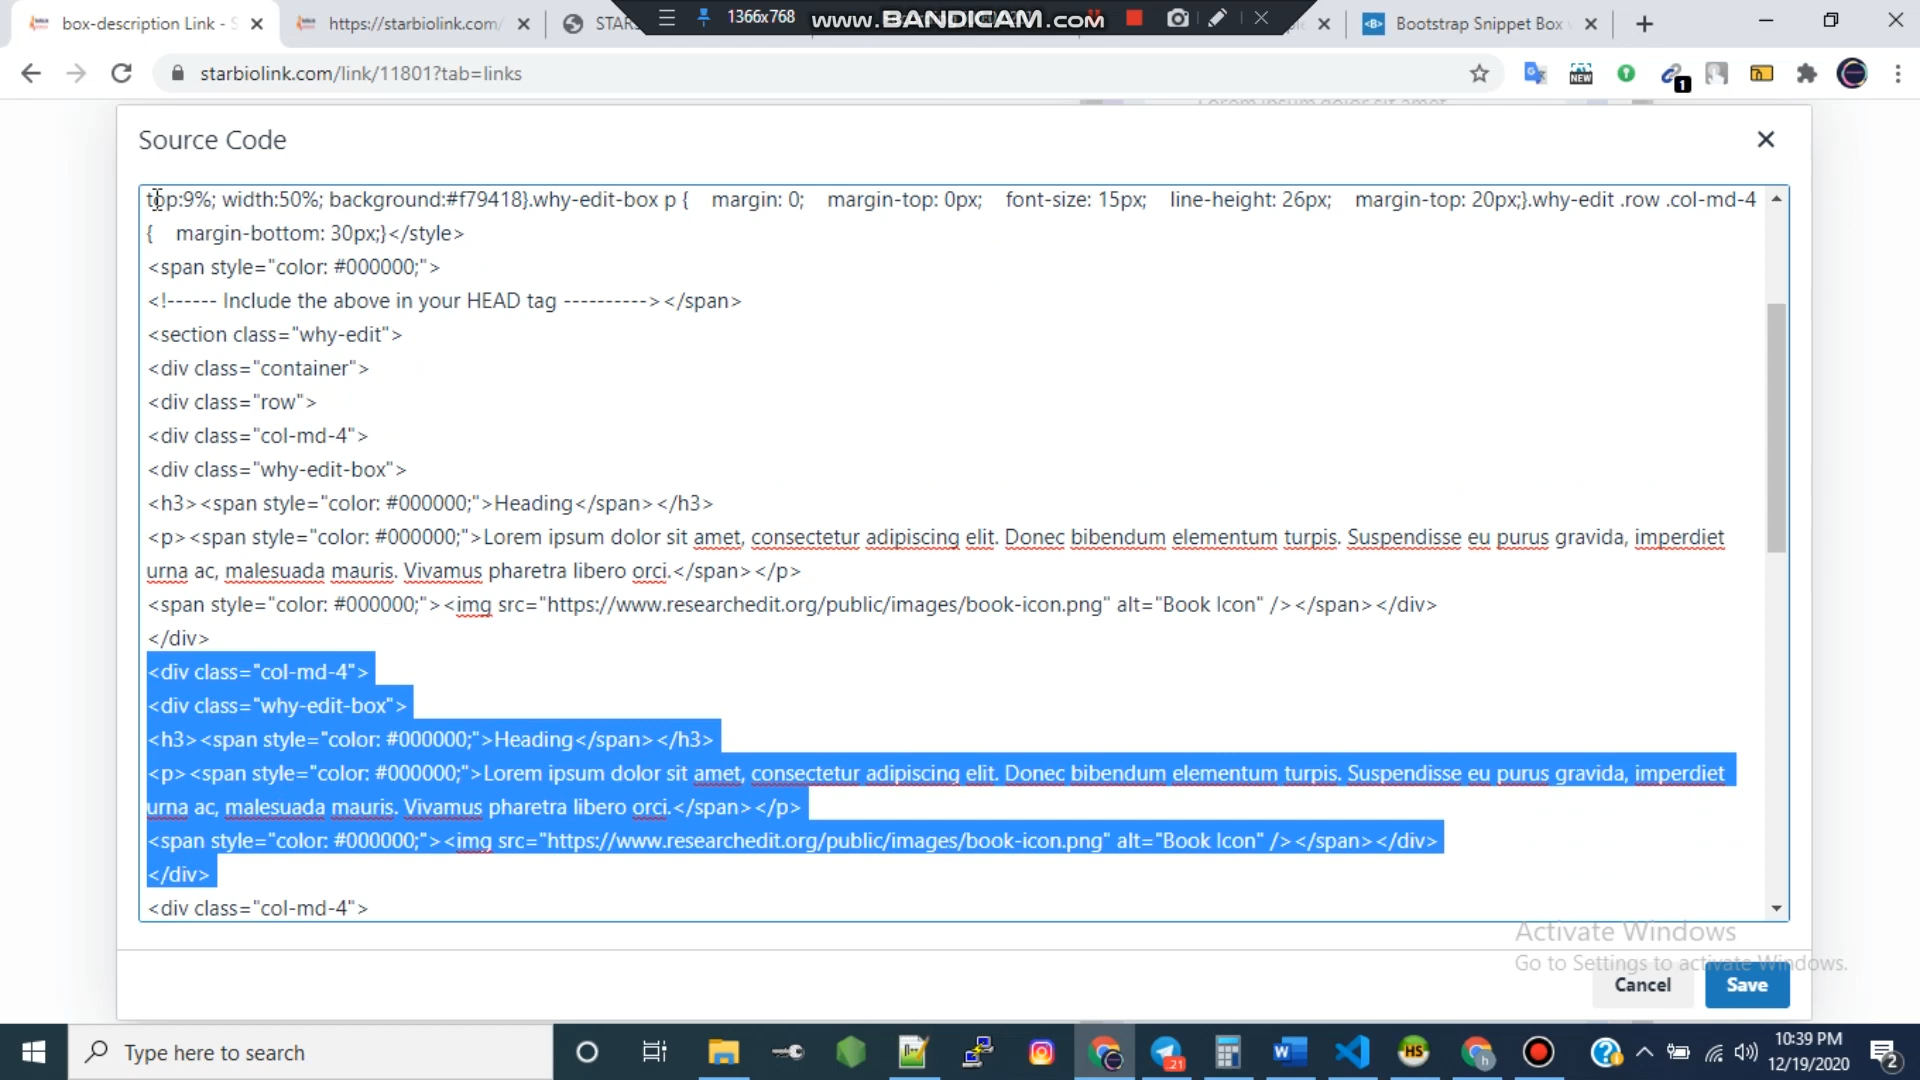 box-description Link - S
https://starbiolink.com/
STARS
1366x768
www.BANDICAM.com
Bootstrap Snippet Box
starbiolink.com/link/11801?tab=links
NEW
1
Lorem ipsum dolor sit amet
Source Code
top:9%; width:50%; background:#f79418}.why-edit-box p { margin: 0; margin-top: 0px; font-size: 15px; line-height: 26px; margin-top: 20px;}.why-edit .row .col-md-4
{ margin-bottom: 30px;}</style>
<span style="color: #000000;">
<!------ Include the above in your HEAD tag ----------></span>
<section class="why-edit">
<div class="container">
<div class="row">
<div class="col-md-4">
<div class="why-edit-box">
<h3><span style="color: #000000;">Heading</span></h3>
<p><span style="color: #000000;">Lorem ipsum dolor sit amet, consectetur adipiscing elit. Donec bibendum elementum turpis. Suspendisse eu purus gravida, imperdiet
urna ac, malesuada mauris. Vivamus pharetra libero orci.</span></p>
<span style="color: #000000;"><img src="https://www.researchedit.org/public/images/book-icon.png" alt="Book Icon" /></span></div>
</div>
<div class="col-md-4">
<div class="why-edit-box">
<h3><span style="color: #000000;">Heading</span></h3>
<p><span style="color: #000000;">Lorem ipsum dolor sit amet, consectetur adipiscing elit. Donec bibendum elementum turpis. Suspendisse eu purus gravida, imperdiet
urna ac, malesuada mauris. Vivamus pharetra libero orci.</span></p>
<span style="color: #000000;"><img src="https://www.researchedit.org/public/images/book-icon.png" alt="Book Icon" /></span></div>
</div>
<div class="col-md-4">
Activate Windows
Go to Settings to activate Windows.
Cancel
Save
Type here to search
21
HS
h
10:39 PM
12/19/2020
2